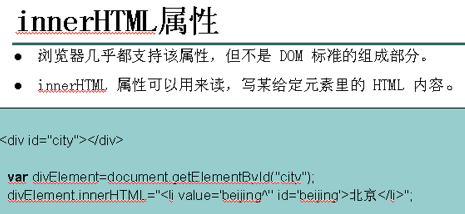 innerHTML属性
● 浏览器几乎都支持该属性，但不是 DOM 标准的组成部分。
● innerHTML 属性可以用来读，写某给定元素里的 HTML 内容。
<div id="city"></div>
var divElement=document.getElementById("city");
divElement.innerHTML="<li value='beijing^" id='beijing'>北京</li>";